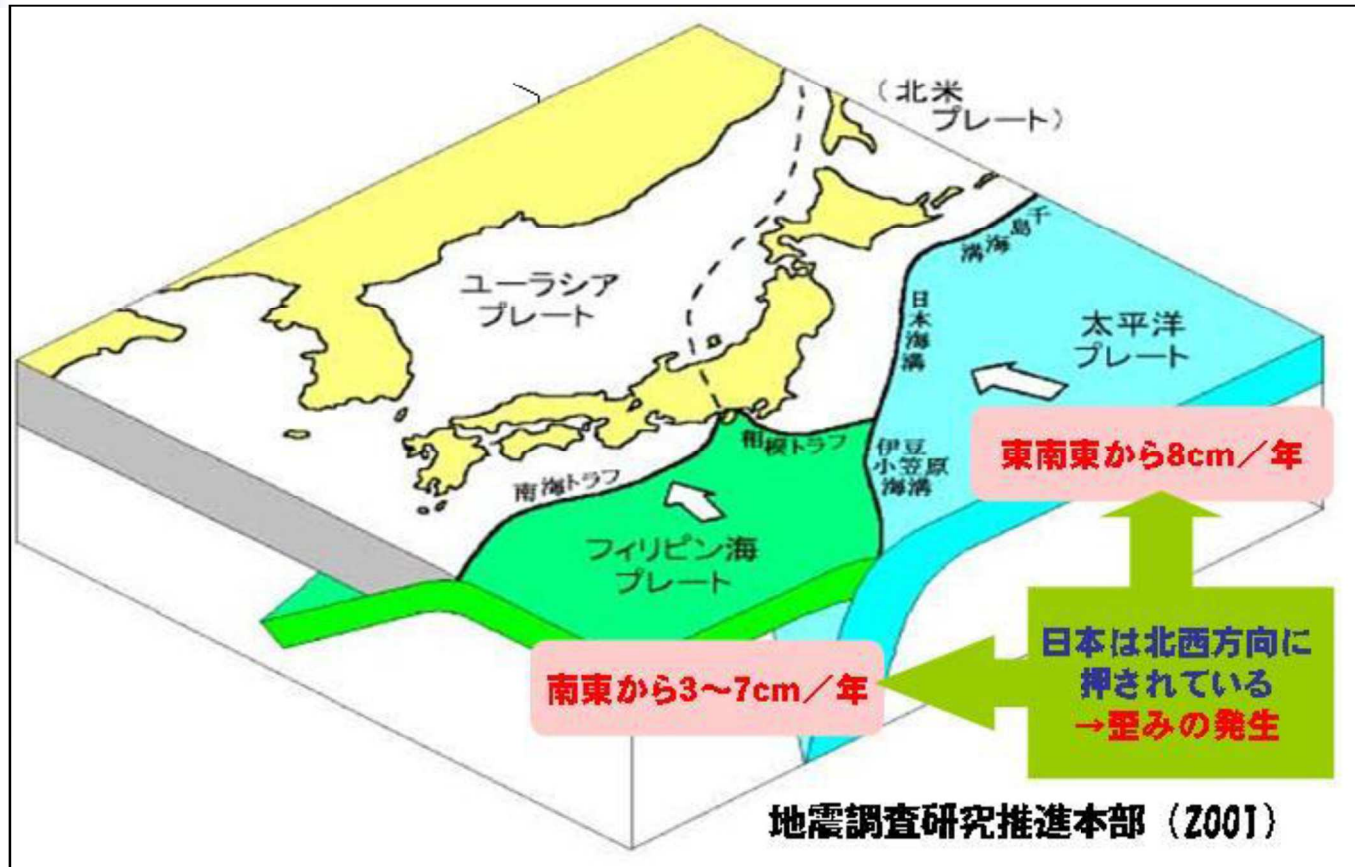 （北米
プレート）
千島海溝
ユーラシア
プレート
日本海溝
太平洋
プレート
相模トラフ
伊豆
小笠原
海溝
東南東から8cm／年
南海トラフ
フィリピン海
プレート
南東から3～7cm／年
日本は北西方向に
押されている
→歪みの発生
地震調査研究推進本部（2001）